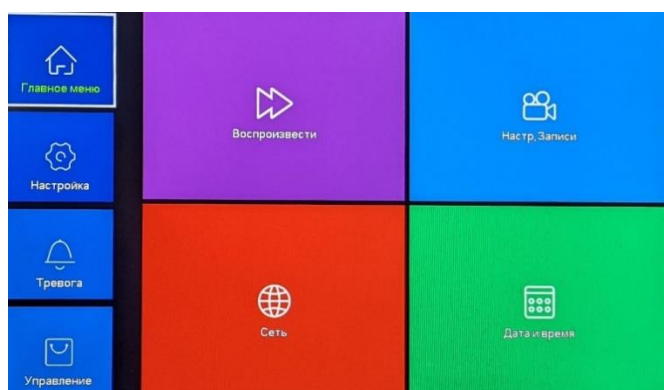 Главное меню
Воспроизвести
Настр,Записи
Настройка
Тревога
Сеть
Дата и время
Управление